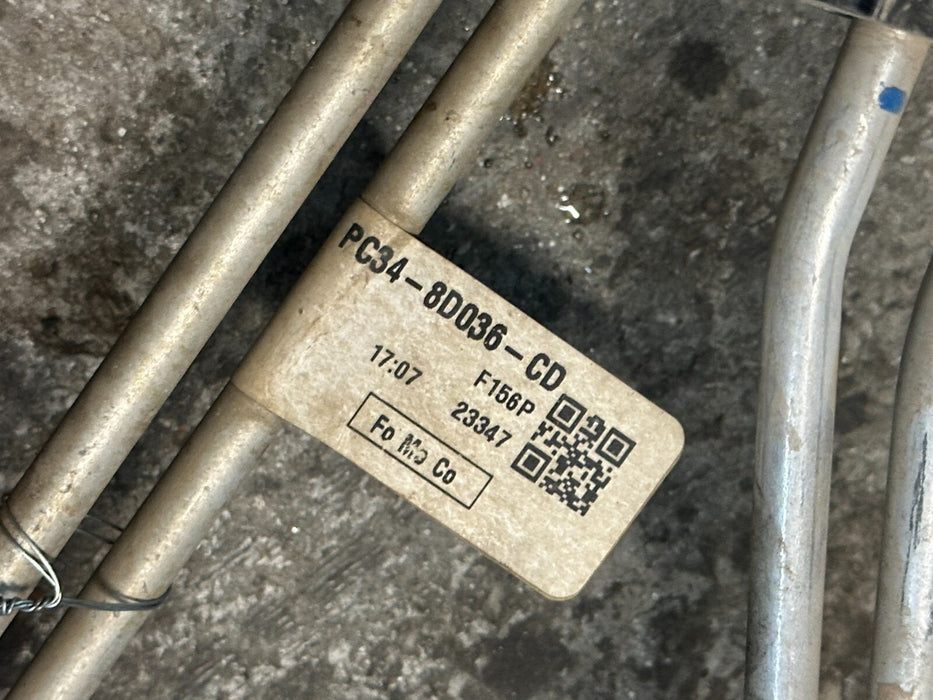 PC34-8D036-CD
17:07 F156P
23347
Fo Mo Co